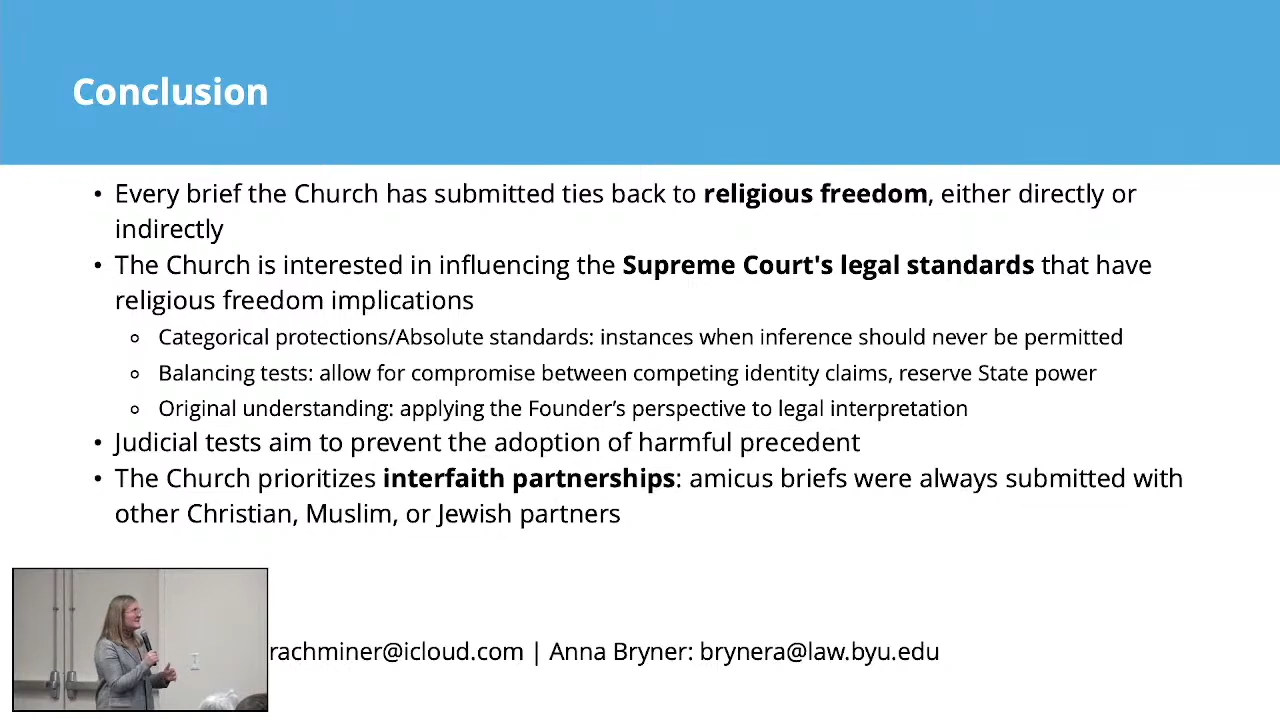 Conclusion
• Every brief the Church has submitted ties back to religious freedom, either directly or
indirectly
• The Church is interested in influencing the Supreme Court's legal standards that have
religious freedom implications
○ Categorical protections/Absolute standards: instances when inference should never be permitted
○ Balancing tests: allow for compromise between competing identity claims, reserve State power
○ Original understanding: applying the Founder’s perspective to legal interpretation
• Judicial tests aim to prevent the adoption of harmful precedent
• The Church prioritizes interfaith partnerships: amicus briefs were always submitted with
other Christian, Muslim, or Jewish partners
rachminer@icloud.com | Anna Bryner: brynera@law.byu.edu